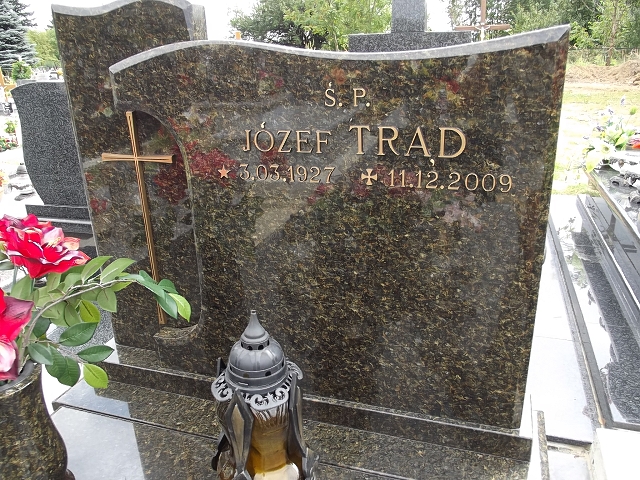 Ś. P.
JÓZEF TRĄD
★ 3.03.1927 ✠ 11.12.2009